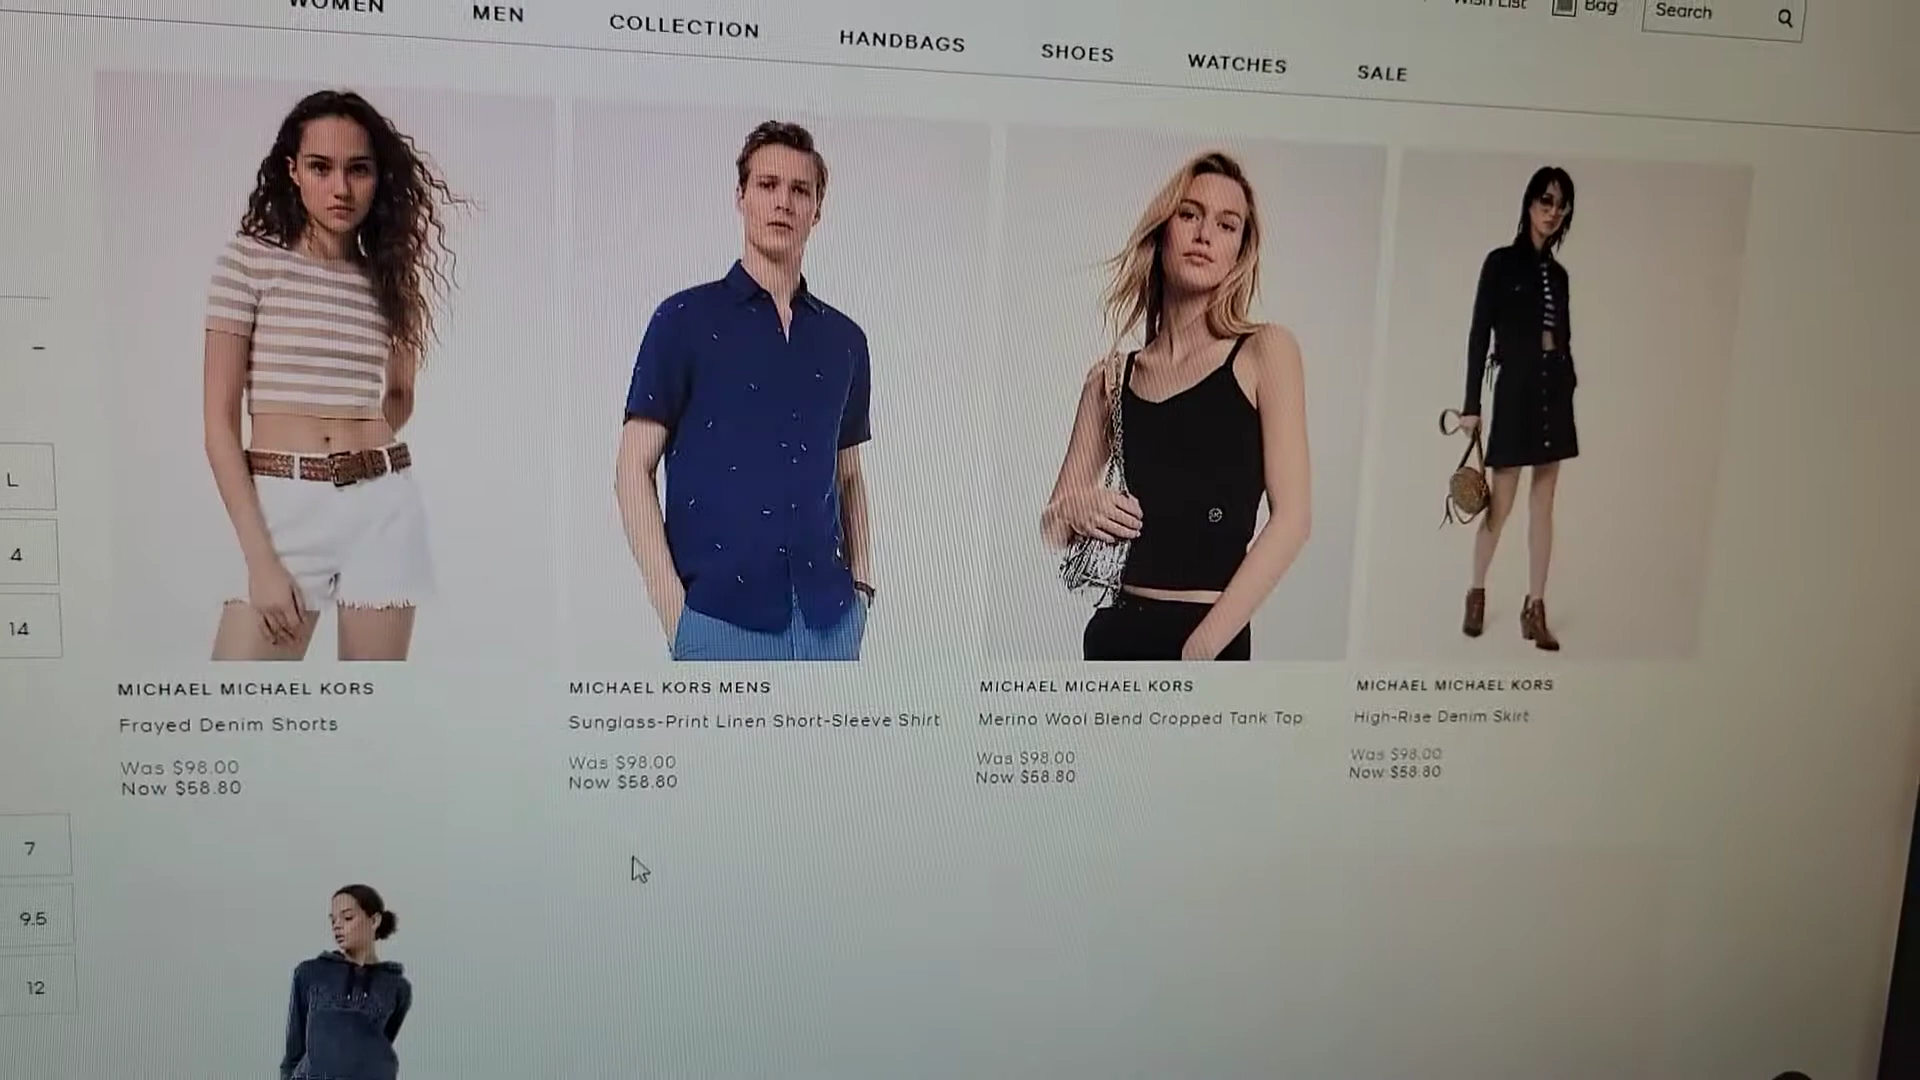 WOMEN
MEN
COLLECTION
HANDBAGS
SHOES
WATCHES
SALE
Wish List
Bag
Search
L
4
14
7
9.5
12
MICHAEL MICHAEL KORS
Frayed Denim Shorts
Was $98.00
Now $58.80
MICHAEL KORS MENS
Sunglass-Print Linen Short-Sleeve Shirt
Was $98.00
Now $58.80
MICHAEL MICHAEL KORS
Merino Wool Blend Cropped Tank Top
Was $98.00
Now $58.80
MICHAEL MICHAEL KORS
High-Rise Denim Skirt
Was $98.00
Now $58.80